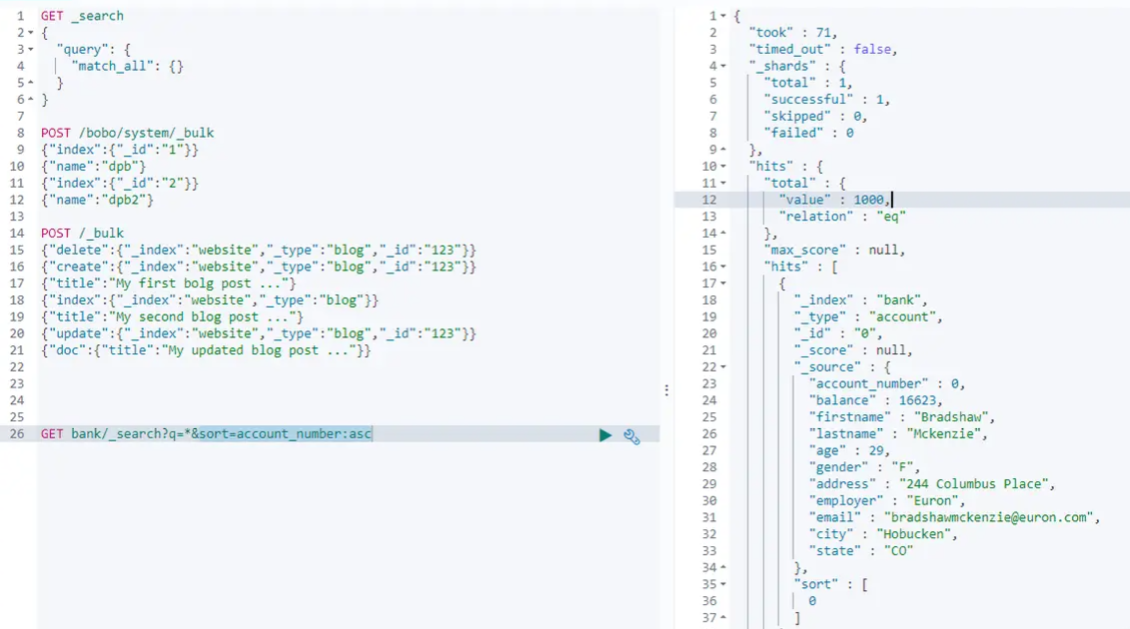 1 GET _search
2 {
3 "query": {
4 "match_all": {}
5 }
6 }
7
8 POST /bobo/system/_bulk
9 {"index":{"_id":"1"}}
10 {"name":"dpb"}
11 {"index":{"_id":"2"}}
12 {"name":"dpb2"}
13
14 POST /_bulk
15 {"delete":{"_index":"website","_type":"blog","_id":"123"}}
16 {"create":{"_index":"website","_type":"blog","_id":"123"}}
17 {"title":"My first bolg post ..."}
18 {"index":{"_index":"website","_type":"blog"}}
19 {"title":"My second blog post ..."}
20 {"update":{"_index":"website","_type":"blog","_id":"123"}}
21 {"doc":{"title":"My updated blog post ..."}}
22
23
24
25
26 GET bank/_search?q=*&sort=account_number:asc
1 {
2 "took" : 71,
3 "timed_out" : false,
4 "_shards" : {
5 "total" : 1,
6 "successful" : 1,
7 "skipped" : 0,
8 "failed" : 0
9 },
10 "hits" : {
11 "total" : {
12 "value" : 1000,
13 "relation" : "eq"
14 },
15 "max_score" : null,
16 "hits" : [
17 {
18 "_index" : "bank",
19 "_type" : "account",
20 "_id" : "0",
21 "_score" : null,
22 "_source" : {
23 "account_number" : 0,
24 "balance" : 16623,
25 "firstname" : "Bradshaw",
26 "lastname" : "Mckenzie",
27 "age" : 29,
28 "gender" : "F",
29 "address" : "244 Columbus Place",
30 "employer" : "Euron",
31 "email" : "bradshawmckenzie@euron.com",
32 "city" : "Hobucken",
33 "state" : "CO"
34 },
35 "sort" : [
36 0
37 ]